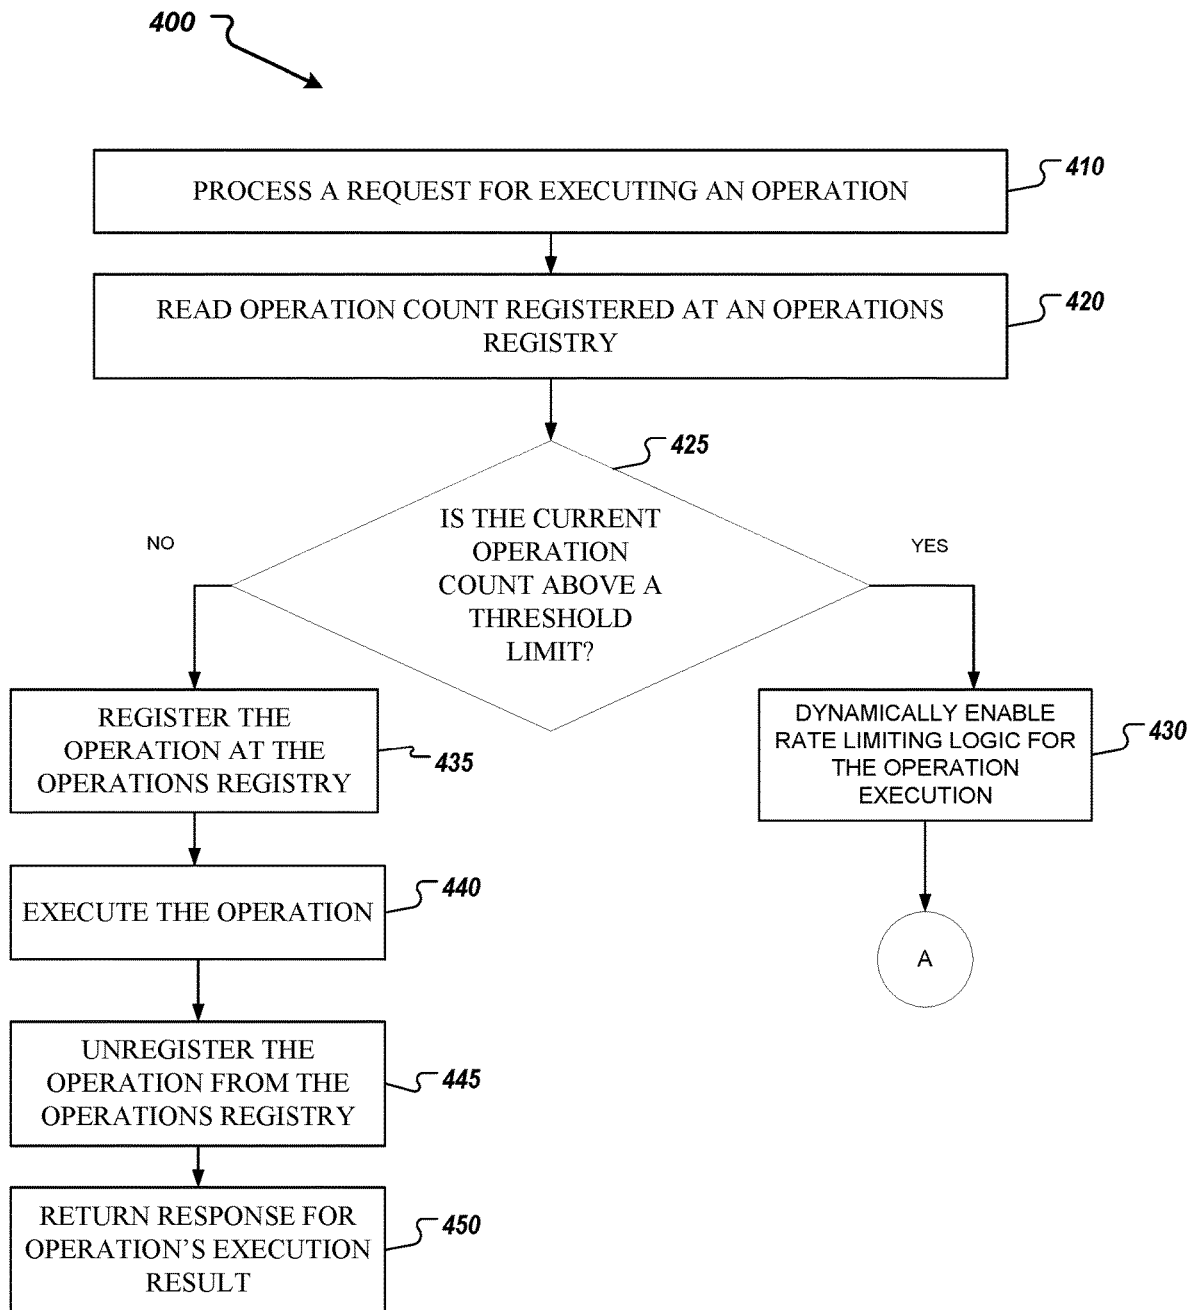 400
PROCESS A REQUEST FOR EXECUTING AN OPERATION
410
READ OPERATION COUNT REGISTERED AT AN OPERATIONS
REGISTRY
420
425
IS THE CURRENT
OPERATION
COUNT ABOVE A
THRESHOLD
LIMIT?
NO
YES
REGISTER THE
OPERATION AT THE
OPERATIONS REGISTRY
435
DYNAMICALLY ENABLE
RATE LIMITING LOGIC FOR
THE OPERATION
EXECUTION
430
EXECUTE THE OPERATION
440
A
UNREGISTER THE
OPERATION FROM THE
OPERATIONS REGISTRY
445
RETURN RESPONSE FOR
OPERATION’S EXECUTION
RESULT
450